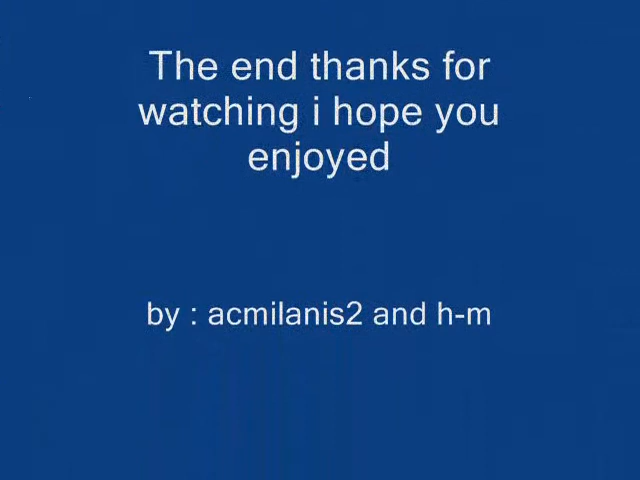 The end thanks for
watching i hope you
enjoyed
by : acmilanis2 and h-m